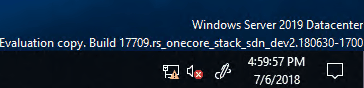 Windows Server 2019 Datacenter
Evaluation copy. Build 17709.rs_onecore_stack_sdn_dev2.180630-1700
4:59:57 PM
7/6/2018